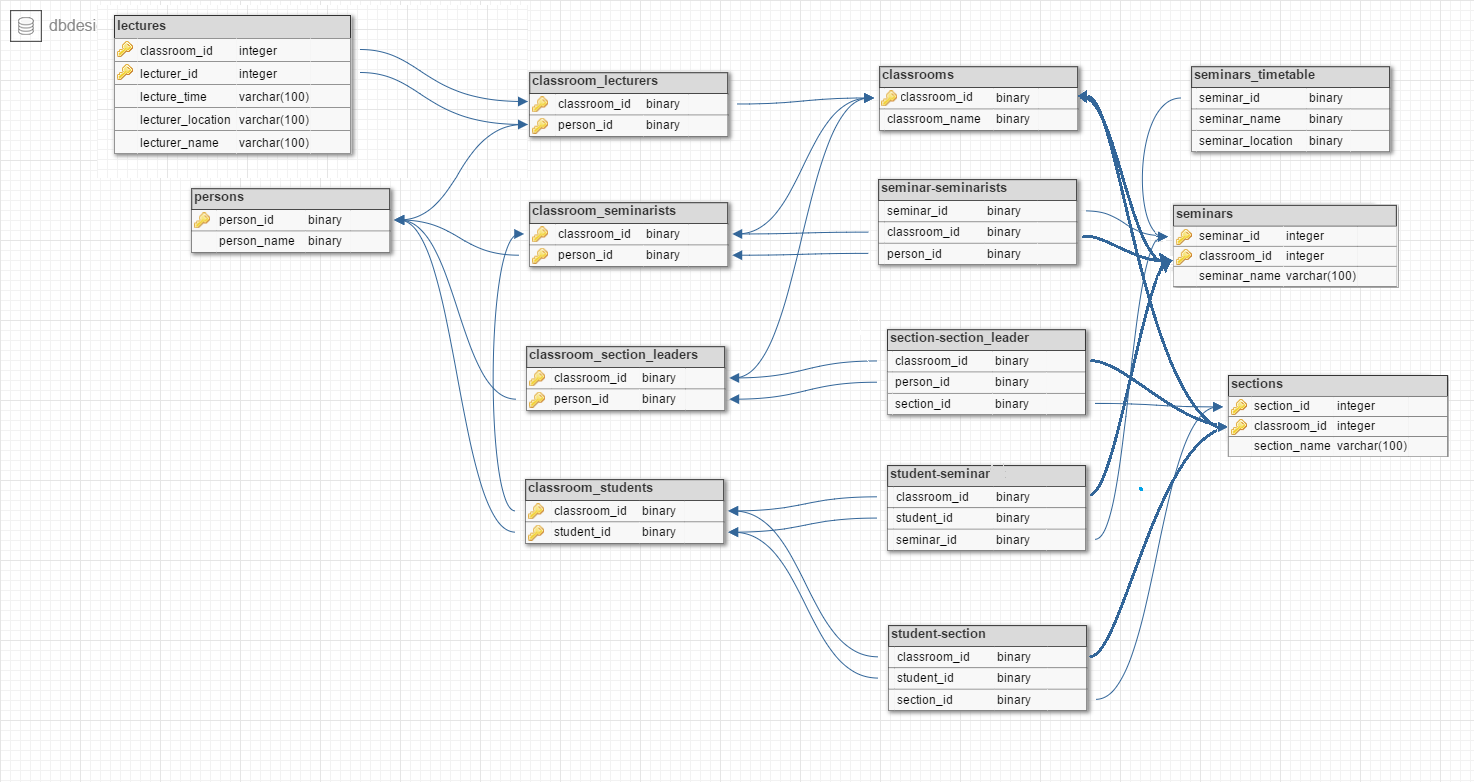 dbdesi
lectures
classroom_id integer
lecturer_id integer
lecture_time varchar(100)
lecturer_location varchar(100)
lecturer_name varchar(100)
persons
person_id binary
person_name binary
classroom_lecturers
classroom_id binary
person_id binary
classroom_seminarists
classroom_id binary
person_id binary
classroom_section_leaders
classroom_id binary
person_id binary
classroom_students
classroom_id binary
student_id binary
classrooms
classroom_id binary
classroom_name binary
seminar-seminarists
seminar_id binary
classroom_id binary
person_id binary
section-section_leader
classroom_id binary
person_id binary
section_id binary
student-seminar
classroom_id binary
student_id binary
seminar_id binary
student-section
classroom_id binary
student_id binary
section_id binary
seminars_timetable
seminar_id binary
seminar_name binary
seminar_location binary
seminars
seminar_id integer
classroom_id integer
seminar_name varchar(100)
sections
section_id integer
classroom_id integer
section_name varchar(100)